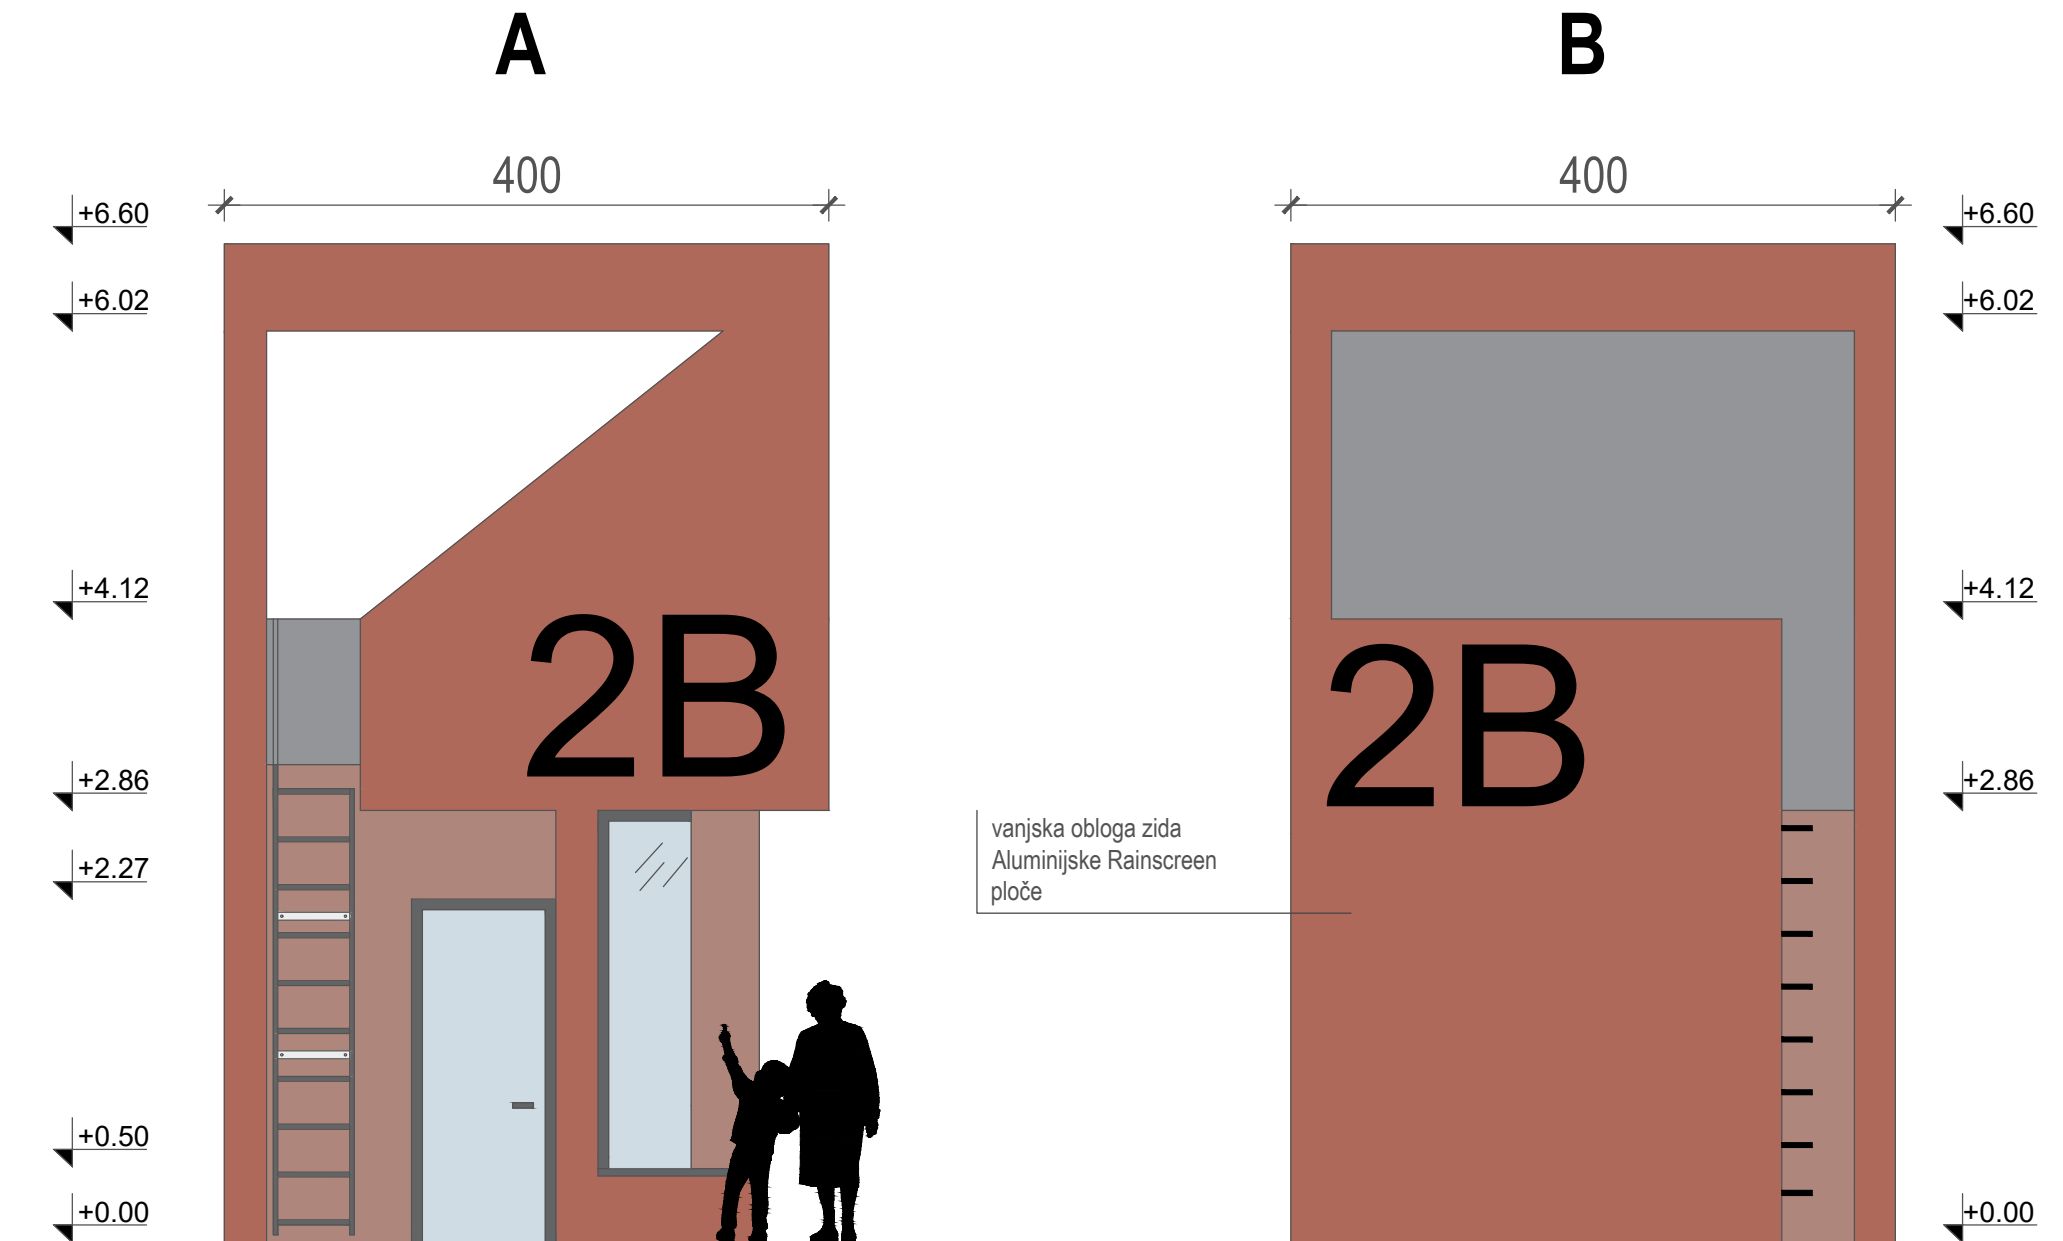 A
B
400
400
+6.60
+6.60
+6.02
+6.02
+4.12
+4.12
2B
2B
+2.86
+2.86
vanjska obloga zida
Aluminijske Rainscreen
ploče
+2.27
+0.50
+0.00
+0.00